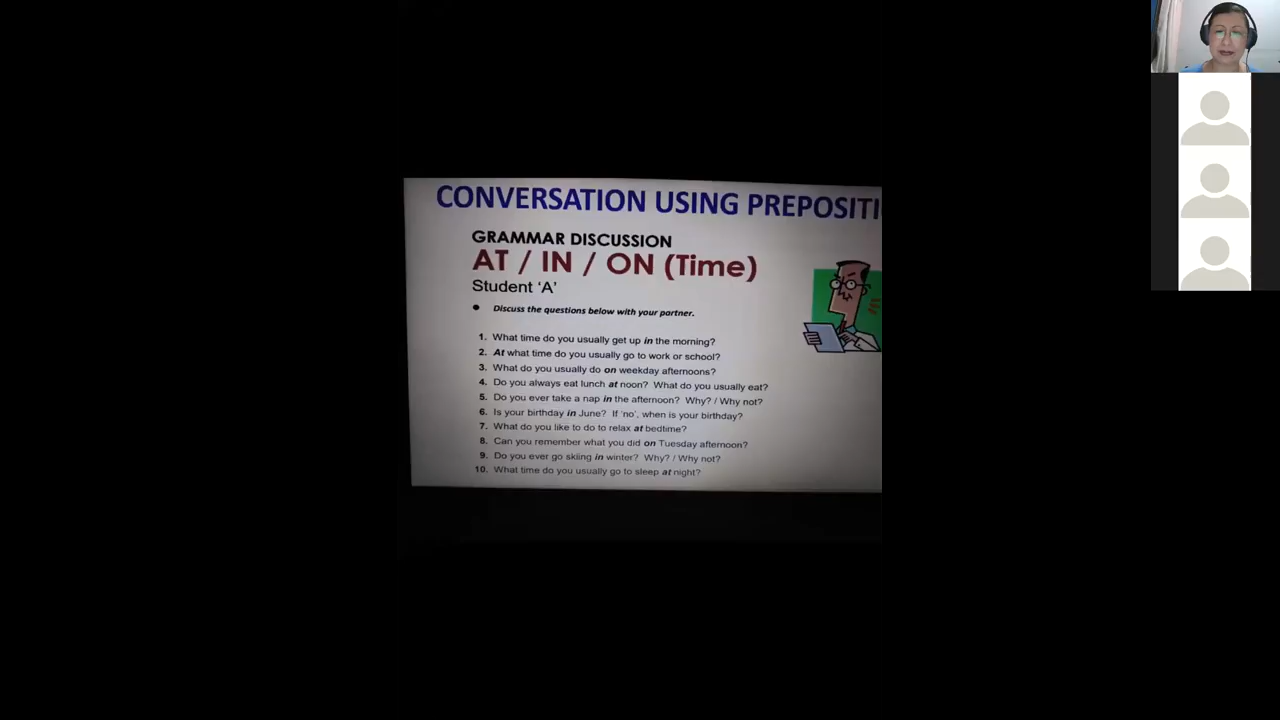 CONVERSATION USING PREPOSITI
GRAMMAR DISCUSSION
AT / IN / ON (Time)
Student ‘A’
● Discuss the questions below with your partner.
1. What time do you usually get up in the morning?
2. At what time do you usually go to work or school?
3. What do you usually do on weekday afternoons?
4. Do you always eat lunch at noon? What do you usually eat?
5. Do you ever take a nap in the afternoon? Why? / Why not?
6. Is your birthday in June? If ‘no’, when is your birthday?
7. What do you like to do to relax at bedtime?
8. Can you remember what you did on Tuesday afternoon?
9. Do you ever go skiing in winter? Why? / Why not?
10. What time do you usually go to sleep at night?